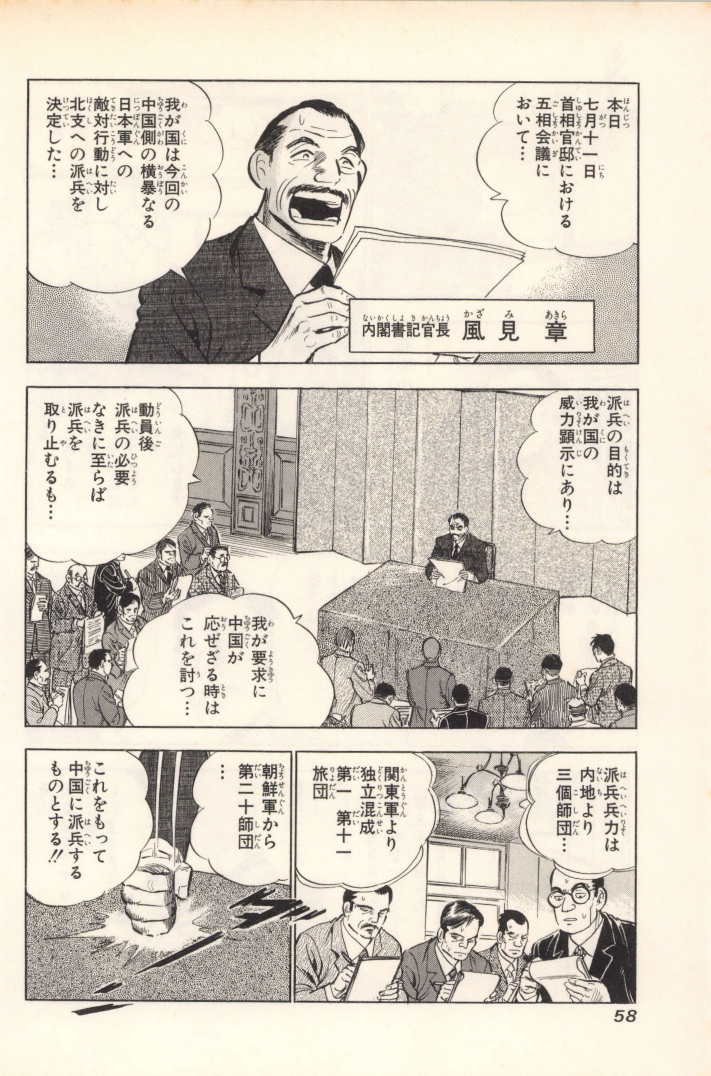 本日
七月十一日
首相官邸における
五相会議に
おいて…
我が国は今回の
中国側の横暴なる
日本軍への
敵対行動に対し
北支への派兵を
決定した…
内閣書記官長 風見 章
派兵の目的は
我が国の
威力顕示にあり…
動員後
派兵の必要
なきに至らば
派兵を
取り止むるも…
我が要求に
中国が
応ぜざる時は
これを討つ…
派兵兵力は
内地より
三個師団…
関東軍より
独立混成
第一 第十一
旅団
朝鮮軍から
第二十師団
…
これをもって
中国に派兵する
ものとする!!
58